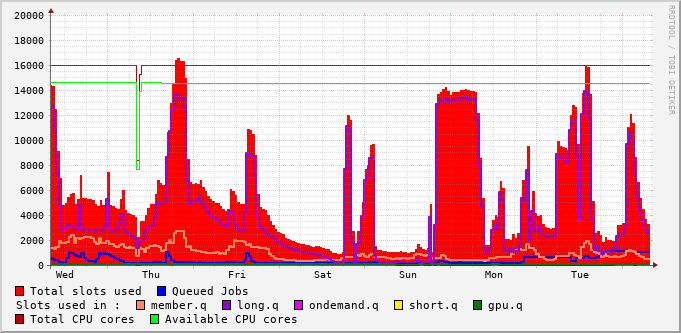 RRDTOOL / TOBI OETIKER
20000
18000
16000
14000
12000
10000
8000
6000
4000
2000
0
Wed Thu Fri Sat Sun Mon Tue
Total slots used Queued Jobs
Slots used in : member.q long.q ondemand.q short.q gpu.q
Total CPU cores Available CPU cores